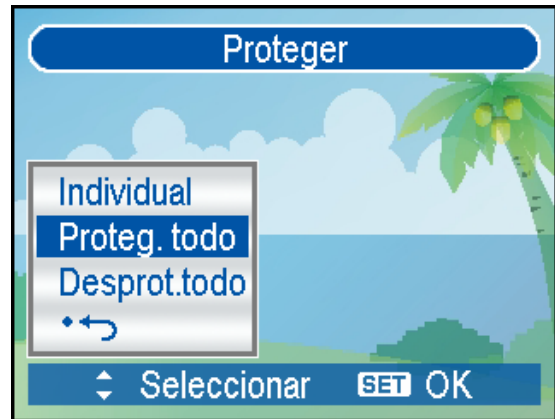 Proteger
Individual
Proteg. todo
Desprot.todo
Seleccionar SET OK